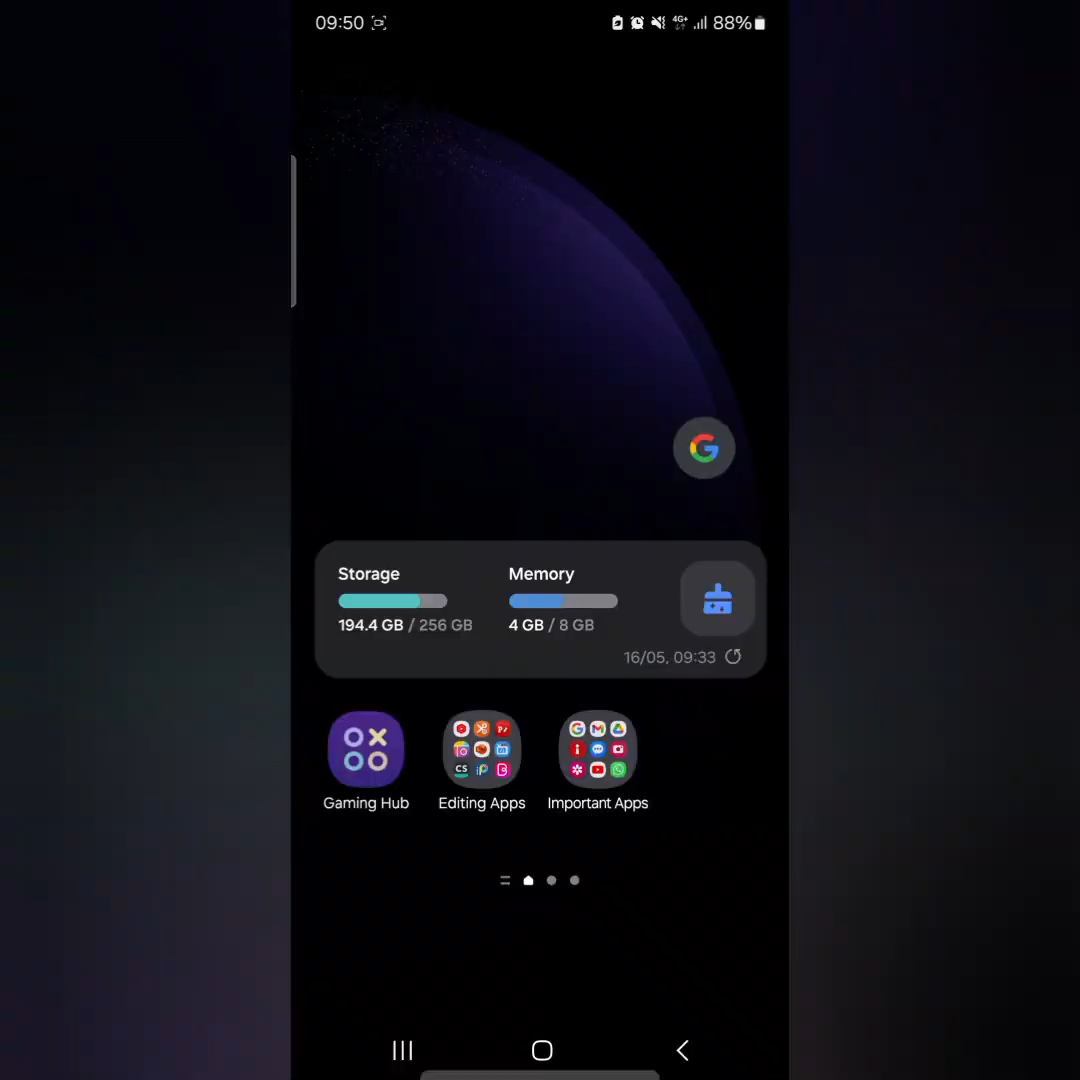 09:50 4G+ 88%
Storage Memory
194.4 GB / 256 GB 4 GB / 8 GB
16/05, 09:33
Gaming Hub Editing Apps Important Apps